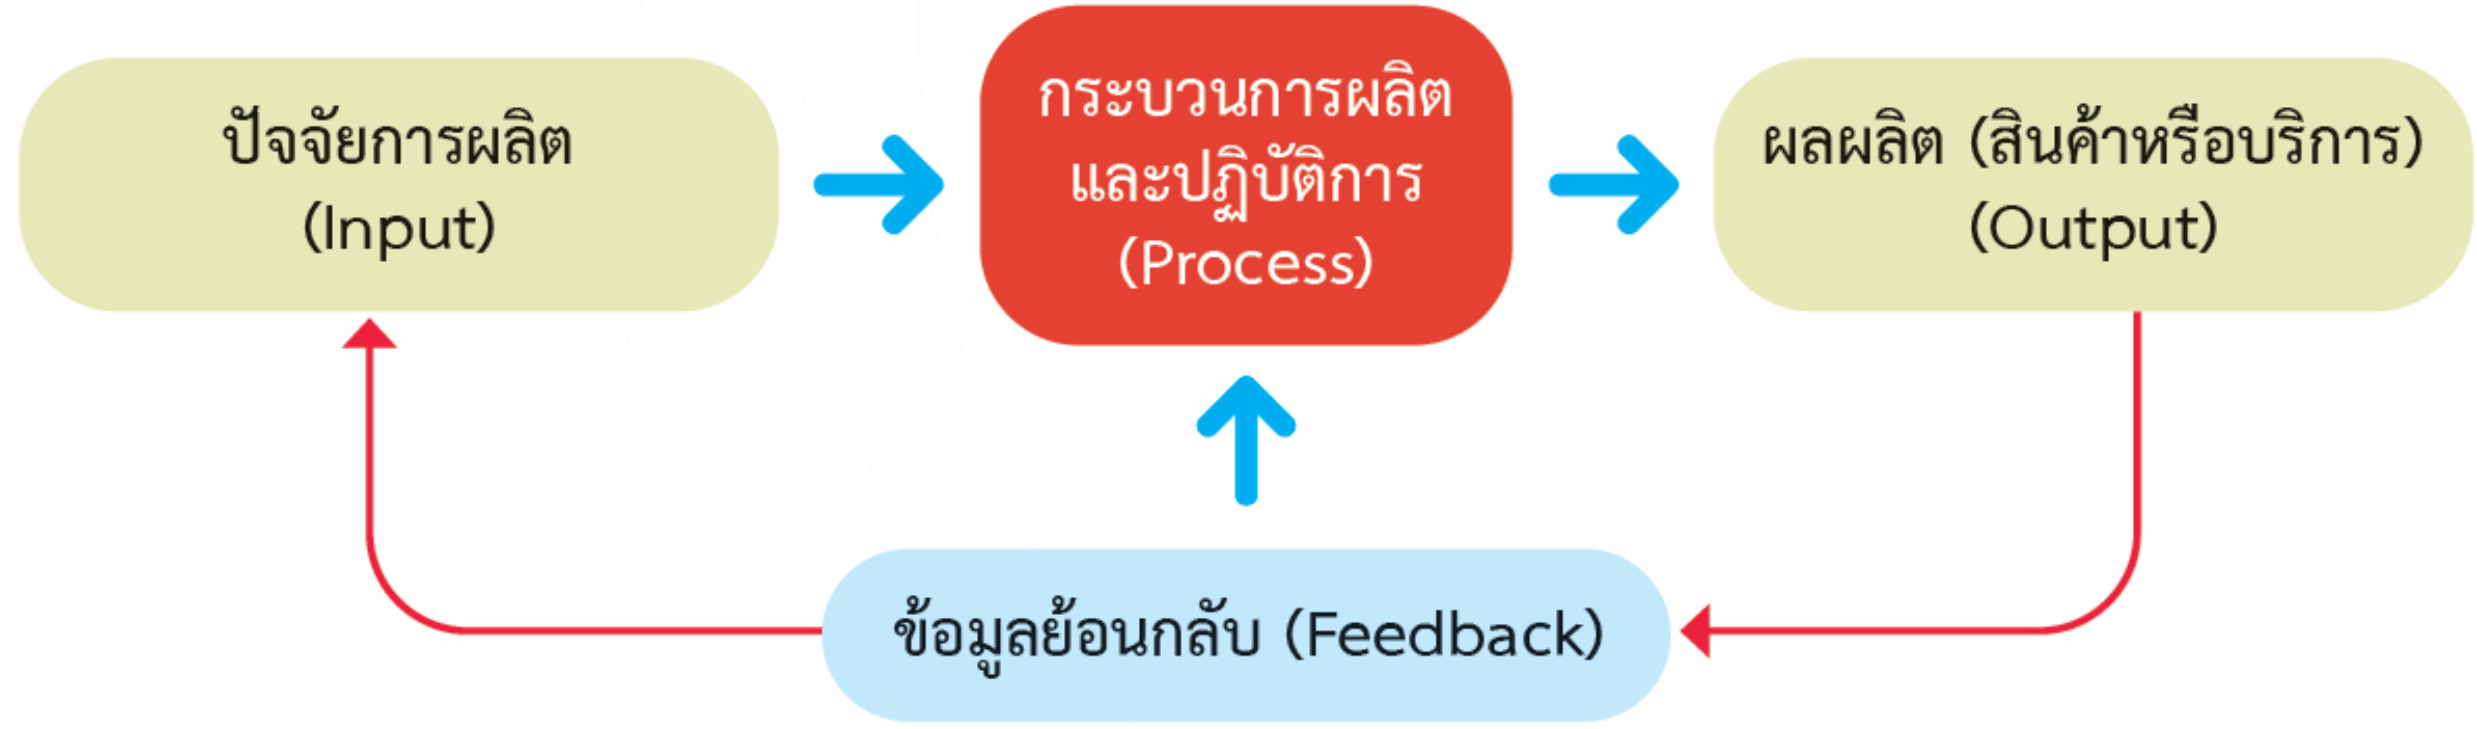 ปัจจัยการผลิต
(Input)
กระบวนการผลิต
และปฏิบัติการ
(Process)
ผลผลิต (สินค้าหรือบริการ)
(Output)
ข้อมูลย้อนกลับ (Feedback)